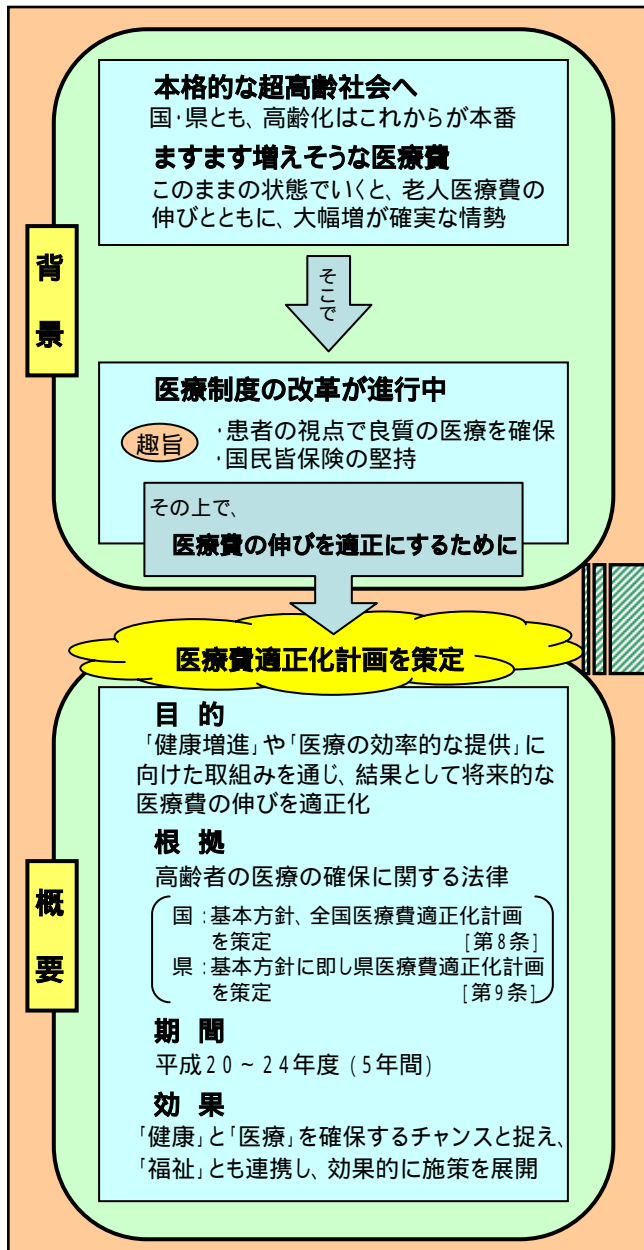 本格的な超高齢社会へ
国・県とも、高齢化はこれからが本番
ますます増えそうな医療費
このままの状態でいくと、老人医療費の
伸びとともに、大幅増が確実な情勢
背景
そこで
医療制度の改革が進行中
趣旨
・患者の視点で良質の医療を確保
・国民皆保険の堅持
その上で、
医療費の伸びを適正にするために
医療費適正化計画を策定
目的
「健康増進」や「医療の効率的な提供」に
向けた取組みを通じ、結果として将来的な
医療費の伸びを適正化
根拠
高齢者の医療の確保に関する法律
概要
国:基本方針、全国医療費適正化計画
を策定 [第8条]
県:基本方針に即し県医療費適正化計画
を策定 [第9条]
期間
平成20~24年度(5年間)
効果
「健康」と「医療」を確保するチャンスと捉え、
「福祉」とも連携し、効果的に施策を展開